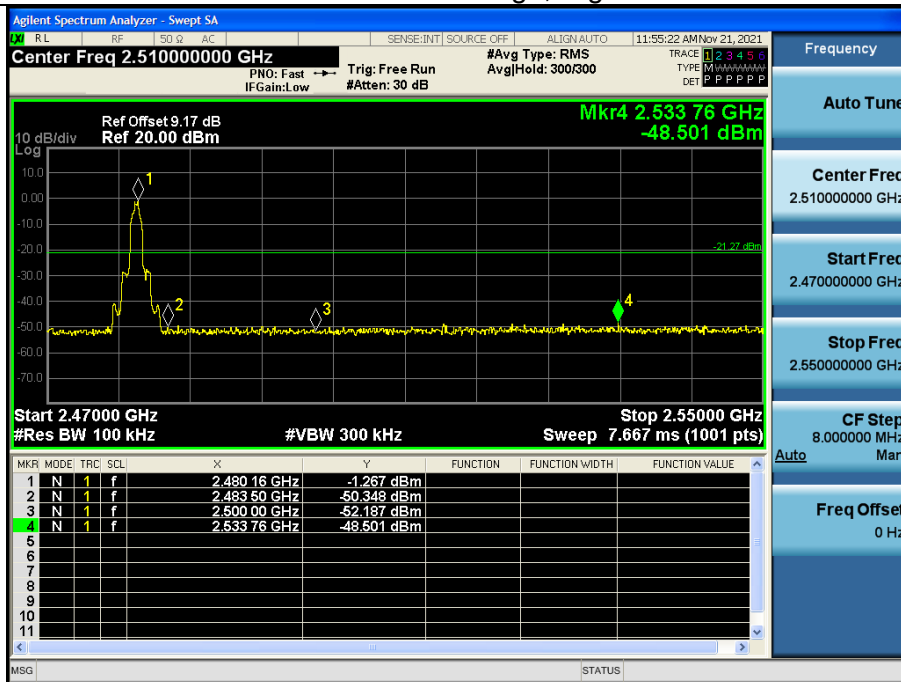 Agilent Spectrum Analyzer - Swept SA
LXI RL RF 50 Ω AC SENSE:INT SOURCE OFF ALIGN AUTO 11:55:22 AM Nov 21, 2021
Center Freq 2.510000000 GHz #Avg Type: RMS TRACE 1 2 3 4 5 6
PNO: Fast Trig: Free Run Avg|Hold: 300/300 TYPE M
IFGain:Low #Atten: 30 dB DET P P P P P P
Mkr4 2.533 76 GHz
-48.501 dBm
Ref Offset 9.17 dB
10 dB/div Ref 20.00 dBm
Log
10.0
0.00
-10.0
-20.0
-30.0
-40.0
-50.0
-60.0
-70.0
1
2
3
4
-21.27 dBm
Start 2.47000 GHz Stop 2.55000 GHz
#Res BW 100 kHz #VBW 300 kHz Sweep 7.667 ms (1001 pts)
MKR MODE TRC SCL X Y FUNCTION FUNCTION WIDTH FUNCTION VALUE
1 N 1 f 2.480 16 GHz -1.267 dBm
2 N 1 f 2.483 50 GHz -50.348 dBm
3 N 1 f 2.500 00 GHz -52.187 dBm
4 N 1 f 2.533 76 GHz -48.501 dBm
5
6
7
8
9
10
11
MSG STATUS
Frequency
Auto Tune
Center Freq
2.510000000 GHz
Start Freq
2.470000000 GHz
Stop Freq
2.550000000 GHz
CF Step
8.000000 MHz
Auto Man
Freq Offset
0 Hz